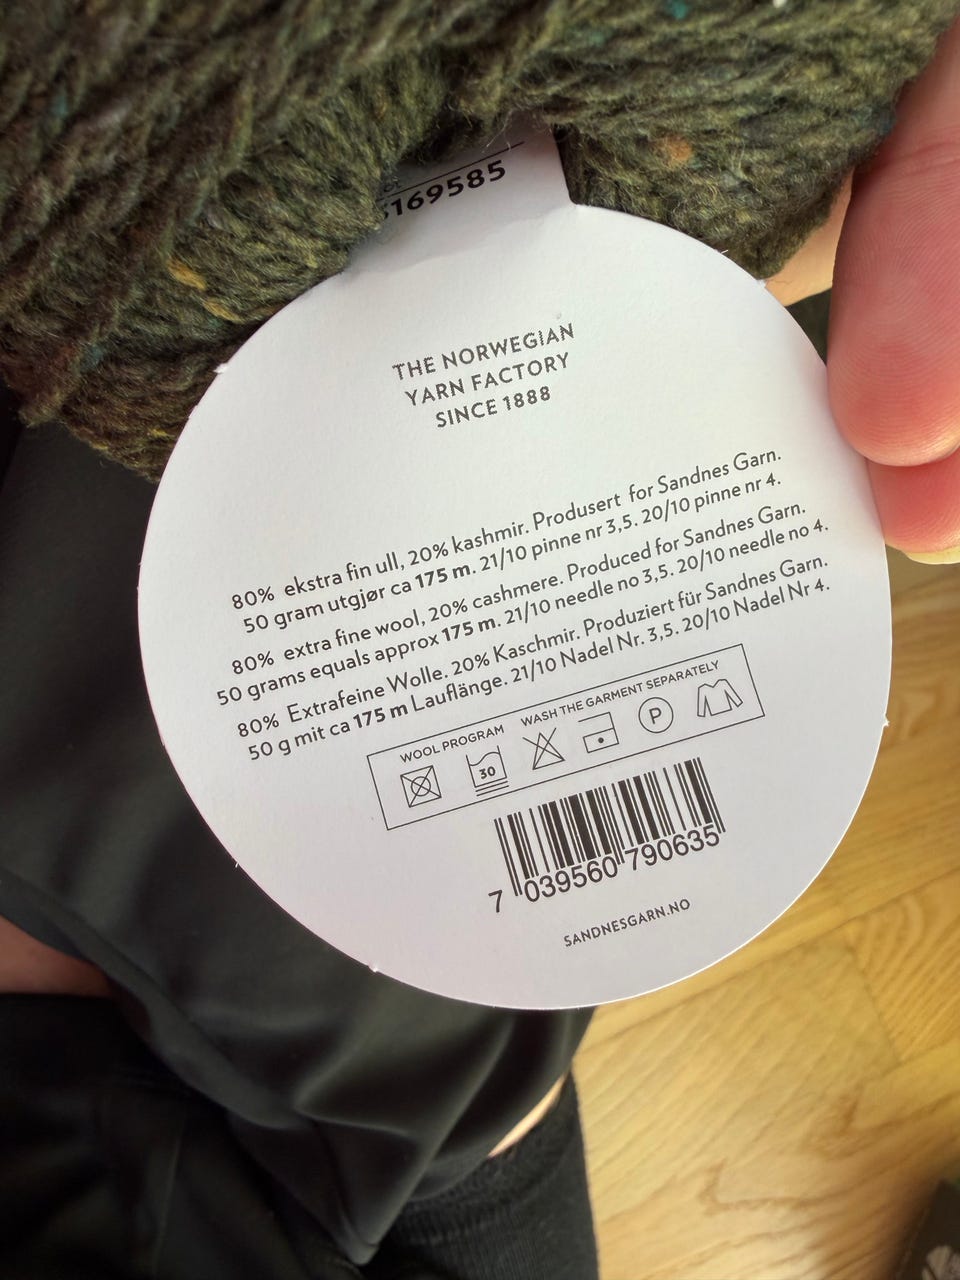 169585
THE NORWEGIAN
YARN FACTORY
SINCE 1888
80% ekstra fin ull, 20% kashmir. Produsert for Sandnes Garn.
50 gram utgjør ca 175 m. 21/10 pinne nr 3,5. 20/10 pinne nr 4.
80% extra fine wool, 20% cashmere. Produced for Sandnes Garn.
50 grams equals approx 175 m. 21/10 needle no 3,5. 20/10 needle no 4.
80% Extrafeine Wolle. 20% Kaschmir. Produziert für Sandnes Garn.
50 g mit ca 175 m Lauflänge. 21/10 Nadel Nr. 3,5. 20/10 Nadel Nr 4.
WOOL PROGRAM WASH THE GARMENT SEPARATELY
30 P
7 039560 790635
SANDNESGARN.NO